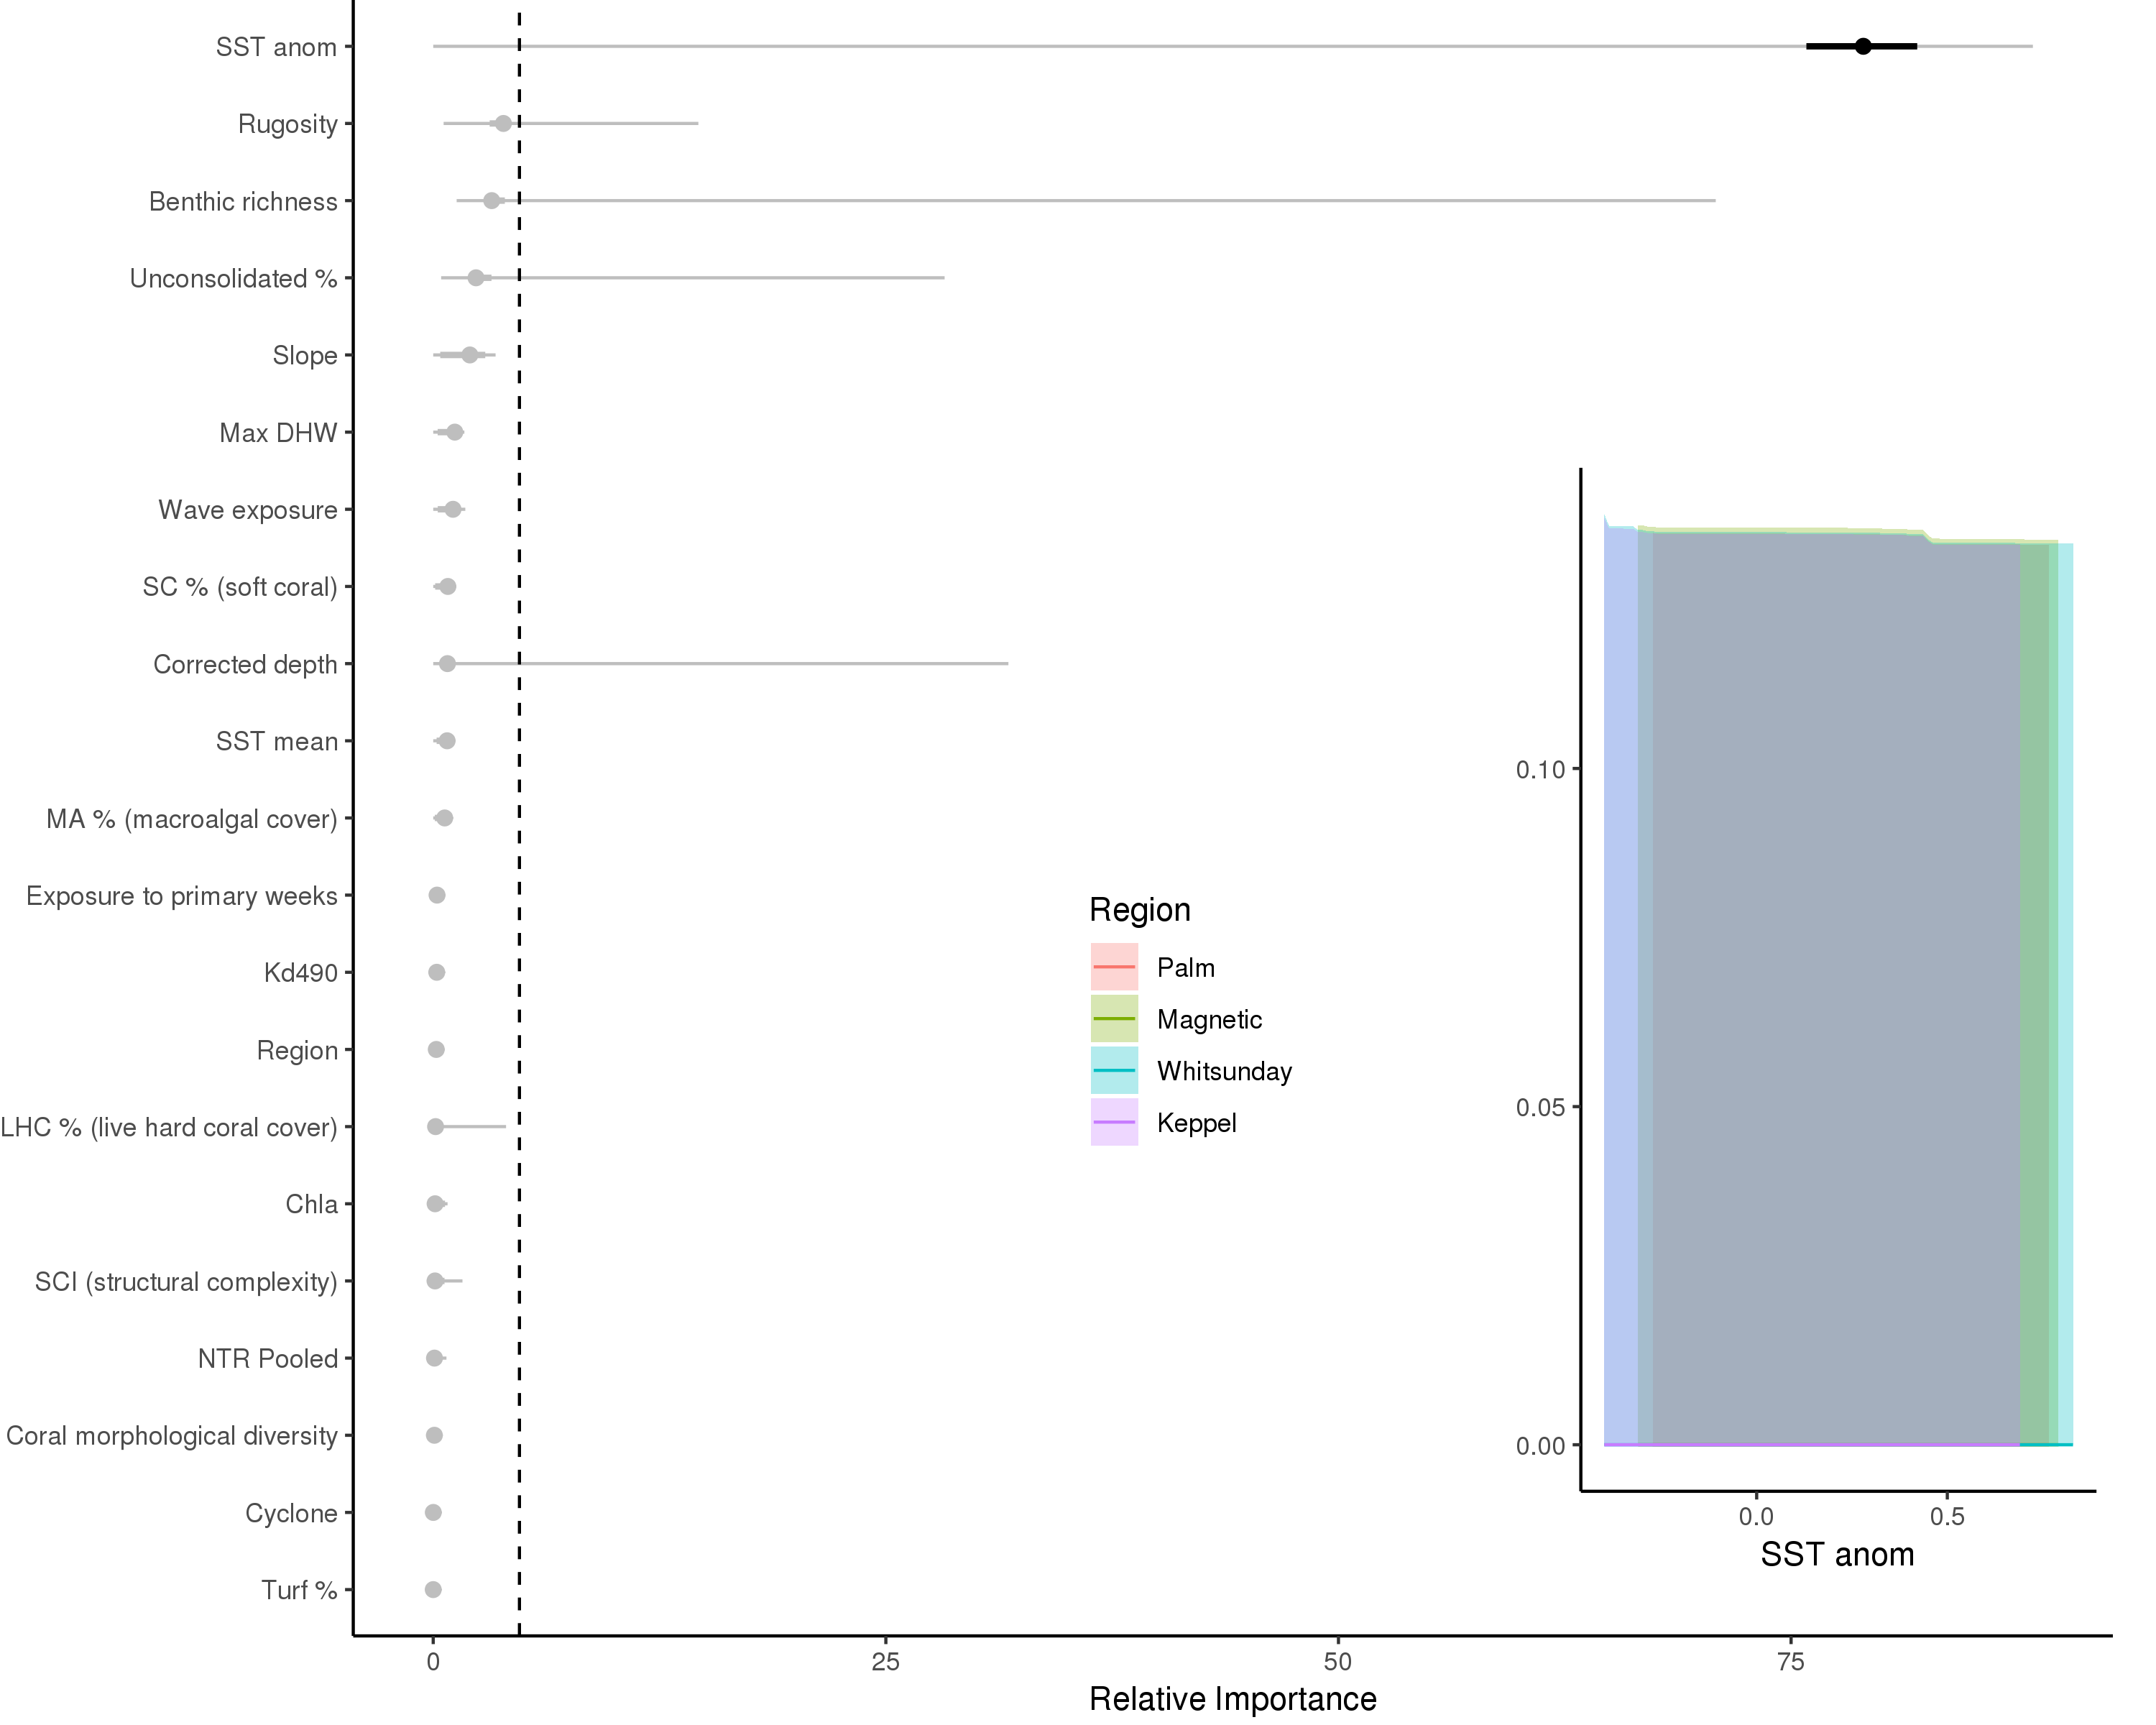 SST anom
Rugosity
Benthic richness
Unconsolidated %
Slope
Max DHW
Wave exposure
SC % (soft coral)
Corrected depth
SST mean
MA % (macroalgal cover)
Exposure to primary weeks
Kd490
Region
LHC % (live hard coral cover)
Chla
SCI (structural complexity)
NTR Pooled
Coral morphological diversity
Cyclone
Turf %
0
25
50
75
Relative Importance
Region
Palm
Magnetic
Whitsunday
Keppel
0.10
0.05
0.00
0.0
0.5
SST anom